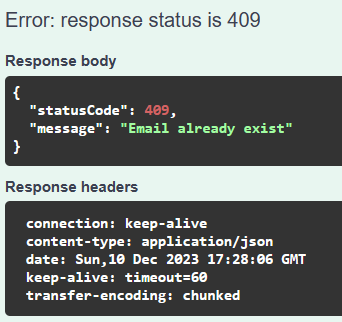 Error: response status is 409
Response body
{
"statusCode": 409,
"message": "Email already exist"
}
Response headers
connection: keep-alive
content-type: application/json
date: Sun,10 Dec 2023 17:28:06 GMT
keep-alive: timeout=60
transfer-encoding: chunked